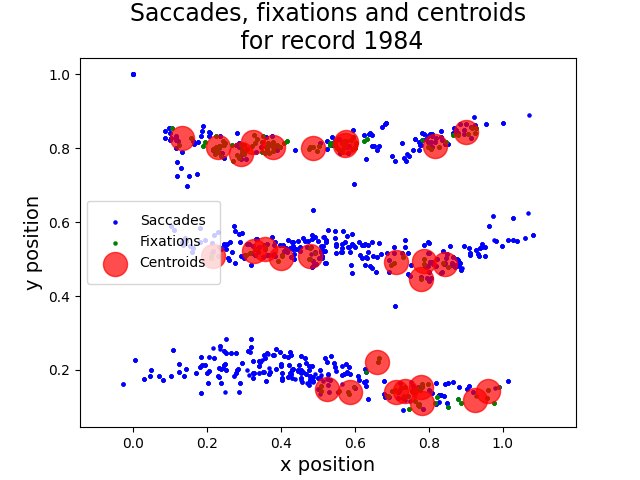 Saccades, fixations and centroids
for record 1984
1.0
0.8
0.6
0.4
0.2
y position
Saccades
Fixations
Centroids
0.0 0.2 0.4 0.6 0.8 1.0
x position